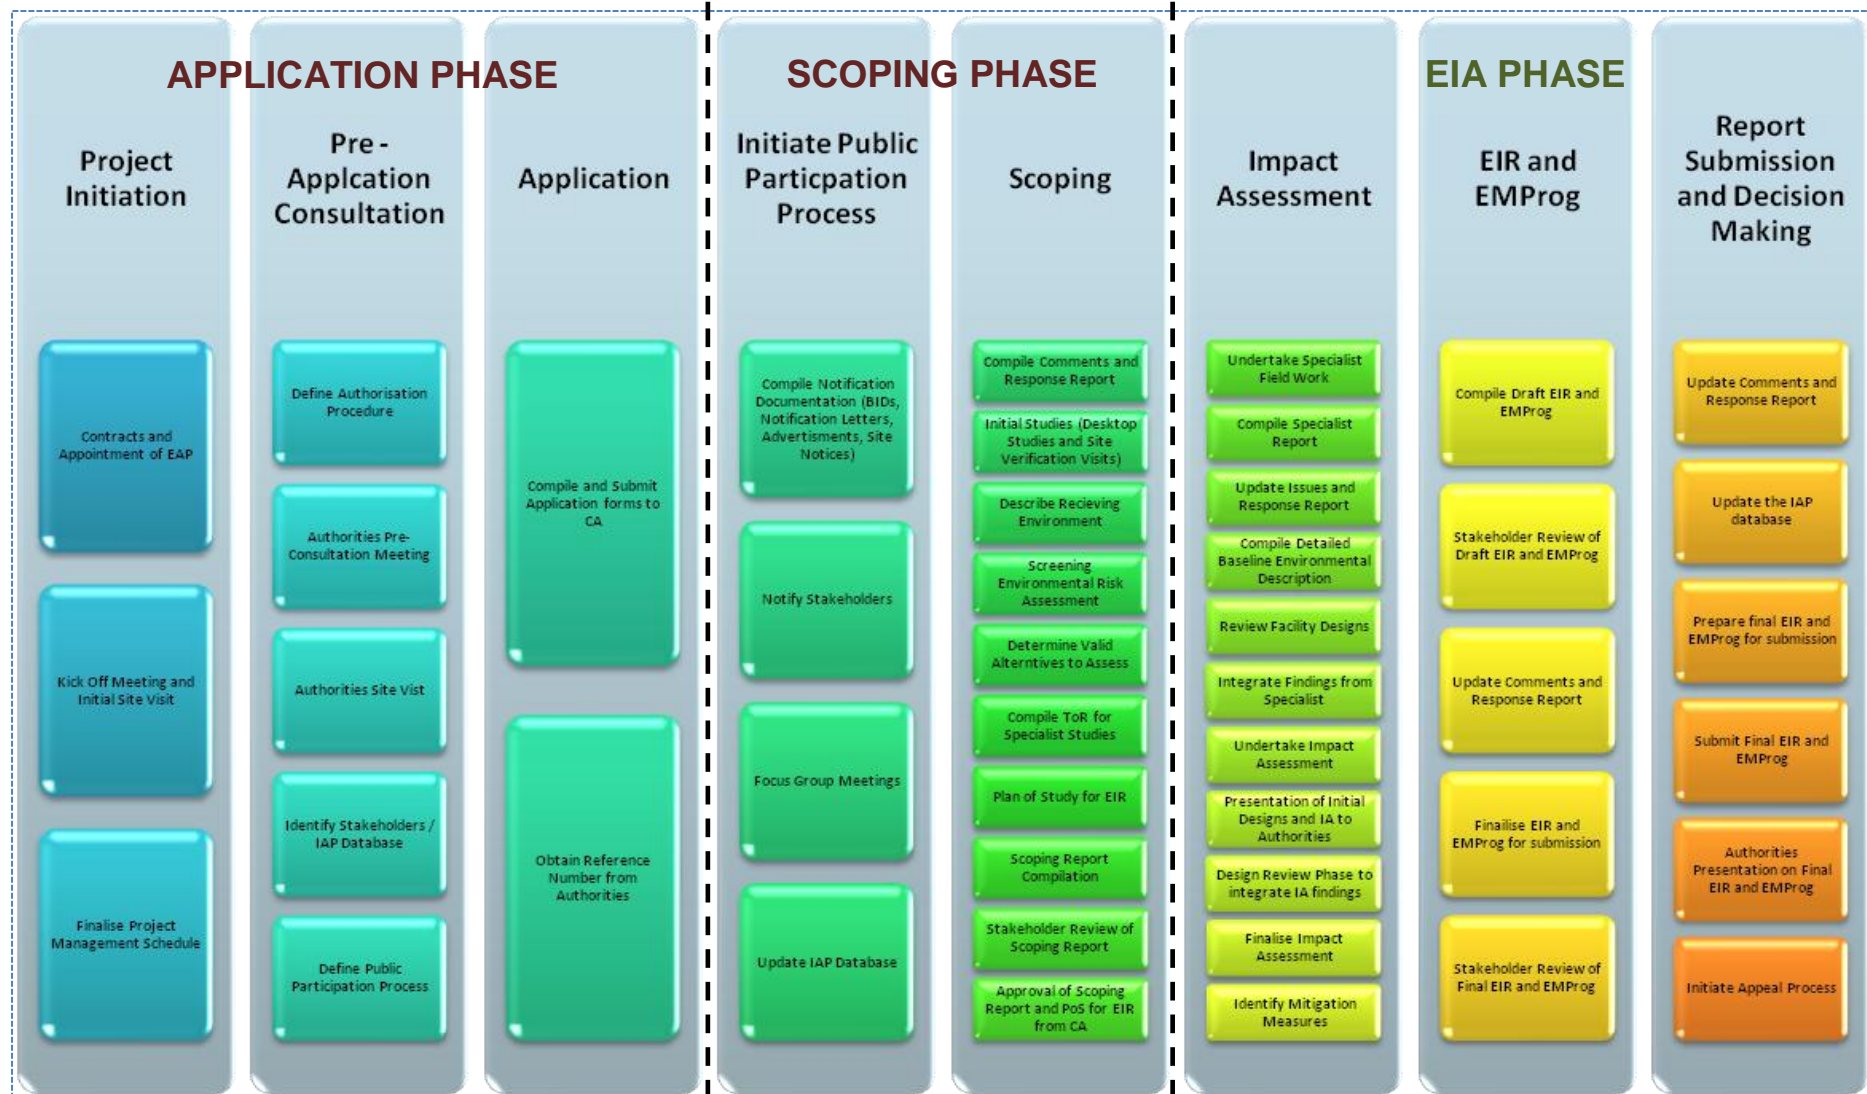 APPLICATION PHASE
SCOPING PHASE
EIA PHASE
Project
Initiation
Contracts and
Appointment of EAP
Kick Off Meeting and
Initial Site Visit
Finalise Project
Management Schedule
Pre -
Applcation
Consultation
Define Authorisation
Procedure
Authorities Pre-
Consultation Meeting
Authorities Site Vist
Identify Stakeholders /
IAP Database
Define Public
Participation Process
Application
Compile and Submit
Application forms to
CA
Obtain Reference
Number from
Authorities
Initiate Public
Particpation
Process
Compile Notification
Documentation (BIDs,
Notification Letters,
Advertisments, Site
Notices)
Notify Stakeholders
Focus Group Meetings
Update IAP Database
Scoping
Compile Comments and
Response Report
Initial Studies (Desktop
Studies and Site
Verification Visits)
Describe Recieving
Environment
Screening
Environmental Risk
Assessment
Determine Valid
Alterntives to Assess
Compile ToR for
Specialist Studies
Plan of Study for EIR
Scoping Report
Compilation
Stakeholder Review of
Scoping Report
Approval of Scoping
Report and PoS for EIR
from CA
Impact
Assessment
Undertake Specialist
Field Work
Compile Specialist
Report
Update Issues and
Response Report
Compile Detailed
Baseline Environmental
Description
Review Facility Designs
Integrate Findings from
Specialist
Undertake Impact
Assessment
Presentation of Initial
Designs and IA to
Authorities
Design Review Phase to
integrate IA findings
Finalise Impact
Assessment
Identify Mitigation
Measures
EIR and
EMProg
Compile Draft EIR and
EMProg
Stakeholder Review of
Draft EIR and EMProg
Update Comments and
Response Report
Finailise EIR and
EMProg for submission
Stakeholder Review of
Final EIR and EMProg
Report
Submission
and Decision
Making
Update Comments and
Response Report
Update the IAP
database
Prepare final EIR and
EMProg for submission
Submit Final EIR and
EMProg
Authorities
Presentation on Final
EIR and EMProg
Initiate Appeal Process